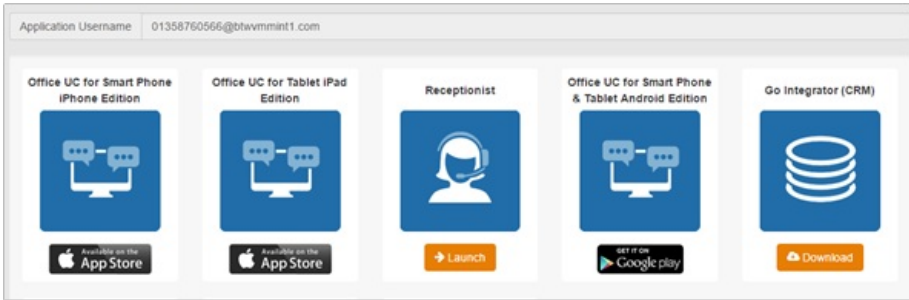 Application Username 01358760566@btwvmmint1.com
Office UC for Smart Phone
iPhone Edition
Available on the
App Store
Office UC for Tablet iPad
Edition
Available on the
App Store
Receptionist
Launch
Office UC for Smart Phone
& Tablet Android Edition
GET IT ON
Google play
Go Integrator (CRM)
Download